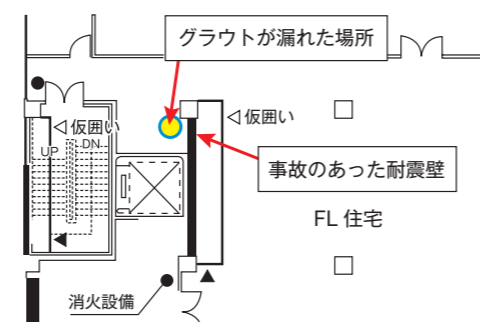 グラウトが漏れた場所
◁仮囲い
◁仮囲い
UP
DN
事故のあった耐震壁
FL 住宅
消火設備